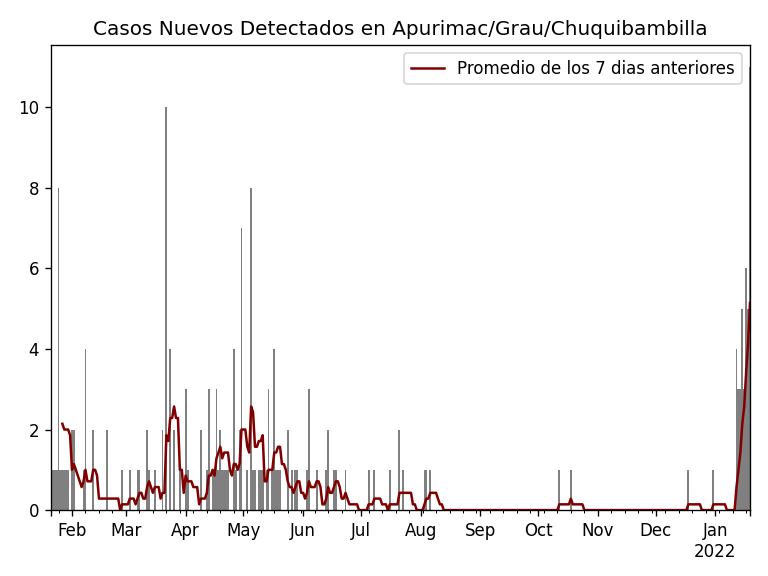 Casos Nuevos Detectados en Apurimac/Grau/Chuquibambilla
Promedio de los 7 dias anteriores
10
8
6
4
2
0
Feb Mar Apr May Jun Jul Aug Sep Oct Nov Dec Jan
2022